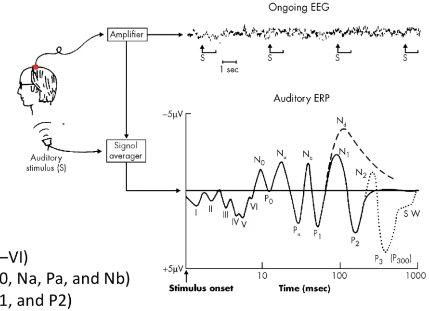 Ongoing EEG
Amplifier
S
S
S
S
1 sec
Auditory ERP
−5µV
Auditory
stimulus (S)
Signal
averager
I
II
III
IV
V
VI
N0
P0
Na
Pa
Nb
P1
Nd
N1
P2
N2
P3 (P300)
S W
+5µV
10
100
1000
Stimulus onset
Time (msec)
–VI)
0, Na, Pa, and Nb)
1, and P2)